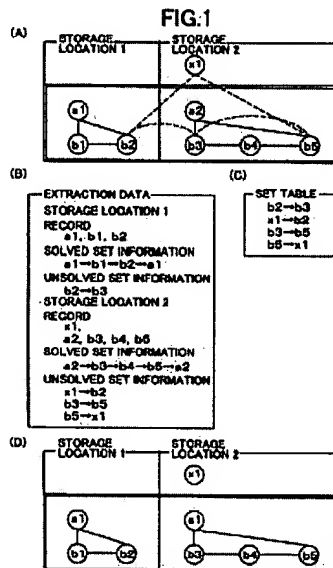 FIG.1
(A)
STORAGE LOCATION 1
STORAGE LOCATION 2
x1
a1
b1
b2
a2
b3
b4
b5
(B)
EXTRACTION DATA
STORAGE LOCATION 1
RECORD
a1, b1, b2
SOLVED SET INFORMATION
a1→b1→b2→a1
UNSOLVED SET INFORMATION
b2→b3
STORAGE LOCATION 2
RECORD
x1,
a2, b3, b4, b5
SOLVED SET INFORMATION
a2→b3→b4→b5→a2
UNSOLVED SET INFORMATION
x1→b2
b3→b5
b5→x1
(C)
SET TABLE
b2→b3
x1→b2
b3→b5
b5→x1
(D)
STORAGE LOCATION 1
STORAGE LOCATION 2
x1
a1
b1
b2
a1
b3
b4
b5